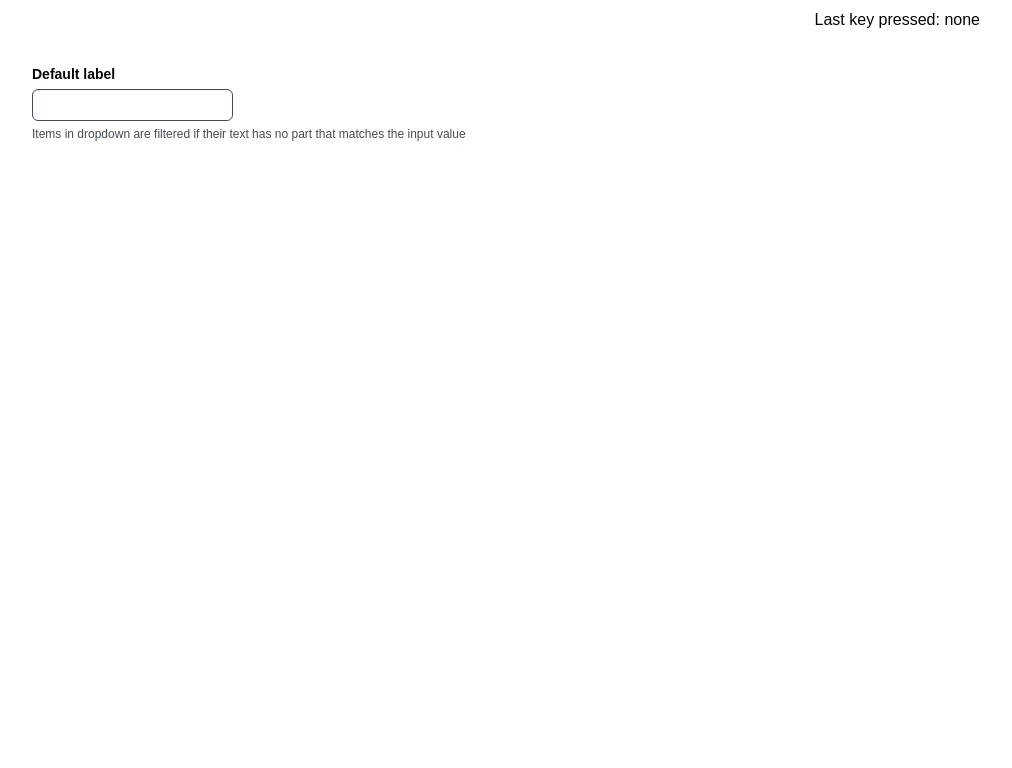 Last key pressed: none
Default label
Items in dropdown are filtered if their text has no part that matches the input value